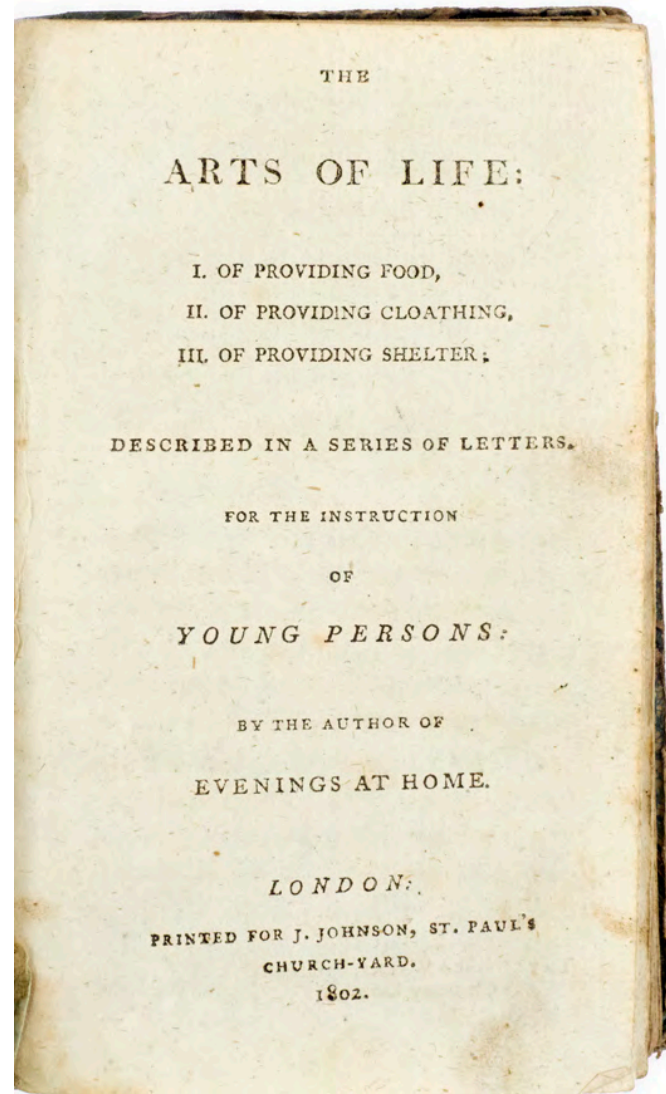 THE
ARTS OF LIFE:
I. OF PROVIDING FOOD,
II. OF PROVIDING CLOATHING,
III. OF PROVIDING SHELTER;
DESCRIBED IN A SERIES OF LETTERS.
FOR THE INSTRUCTION
OF
YOUNG PERSONS:
BY THE AUTHOR OF
EVENINGS AT HOME.
LONDON:
PRINTED FOR J. JOHNSON, ST. PAUL'S
CHURCH-YARD.
1802.